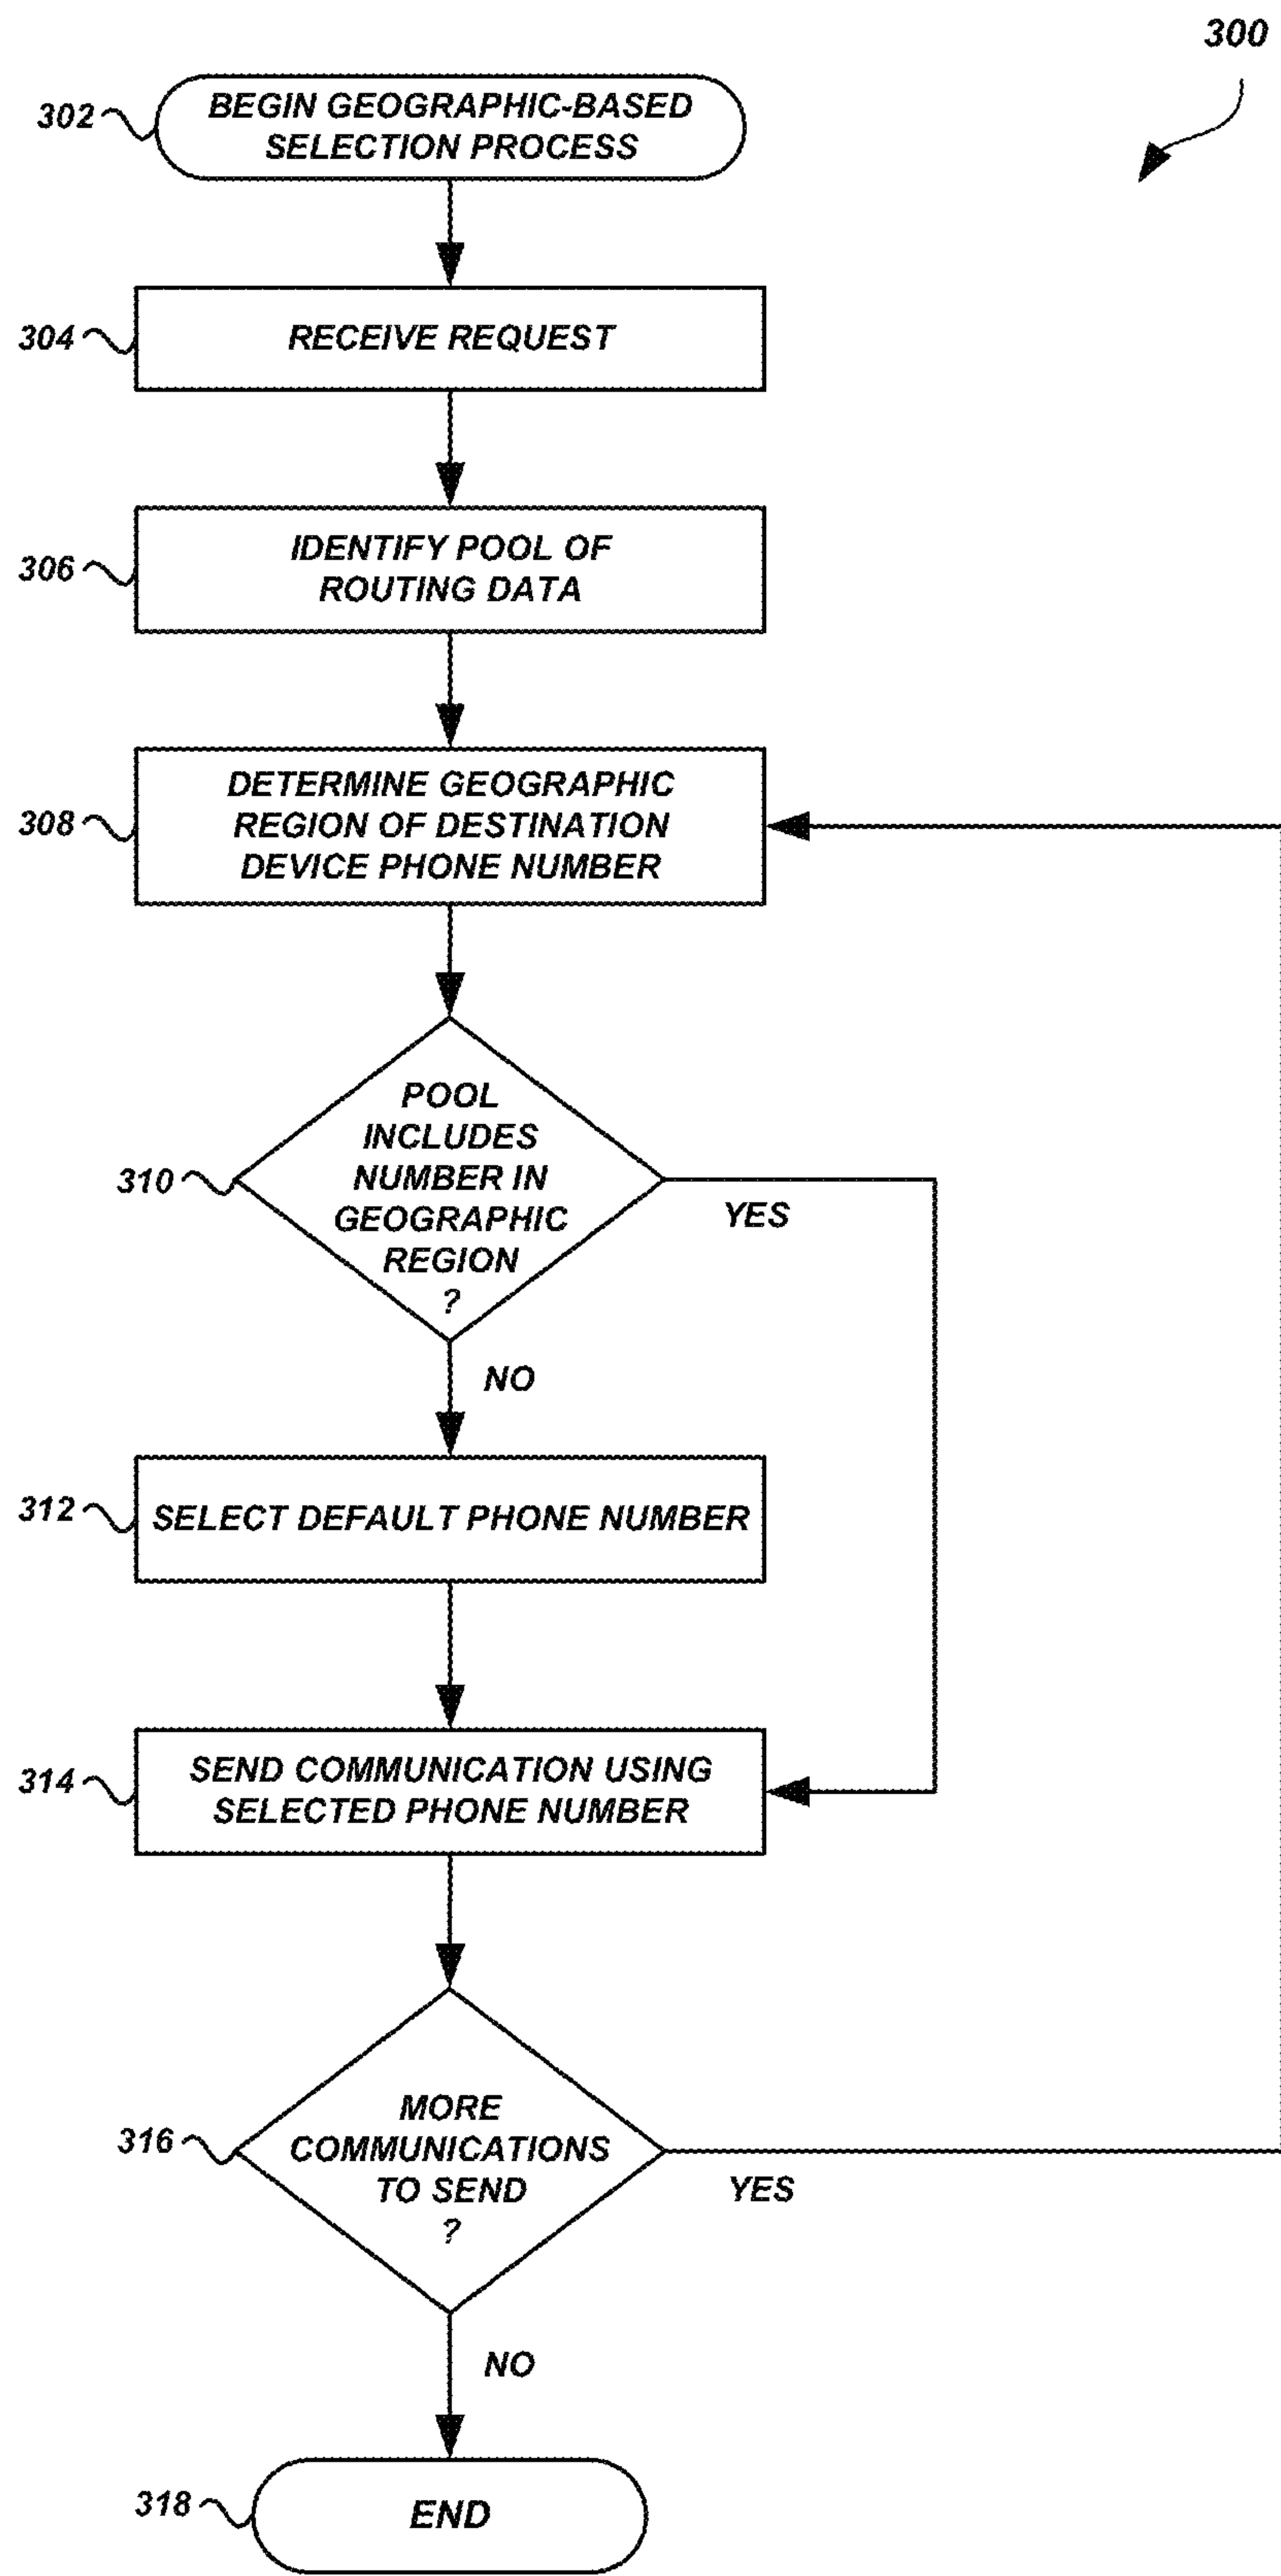 300
302
BEGIN GEOGRAPHIC-BASED
SELECTION PROCESS
304
RECEIVE REQUEST
306
IDENTIFY POOL OF
ROUTING DATA
308
DETERMINE GEOGRAPHIC
REGION OF DESTINATION
DEVICE PHONE NUMBER
310
POOL
INCLUDES
NUMBER IN
GEOGRAPHIC
REGION
?
YES
NO
312
SELECT DEFAULT PHONE NUMBER
314
SEND COMMUNICATION USING
SELECTED PHONE NUMBER
316
MORE
COMMUNICATIONS
TO SEND
?
YES
NO
318
END